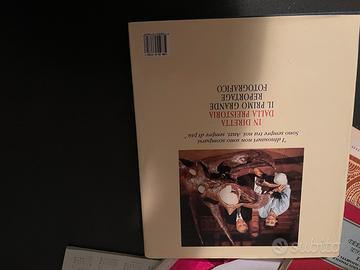 "I dinosauri non sono scomparsi
Sono sempre tra noi. Anzi, sempre di più"
IN DIRETTA
DALLA PREISTORIA
IL PRIMO GRANDE
REPORTAGE
FOTOGRAFICO
subito